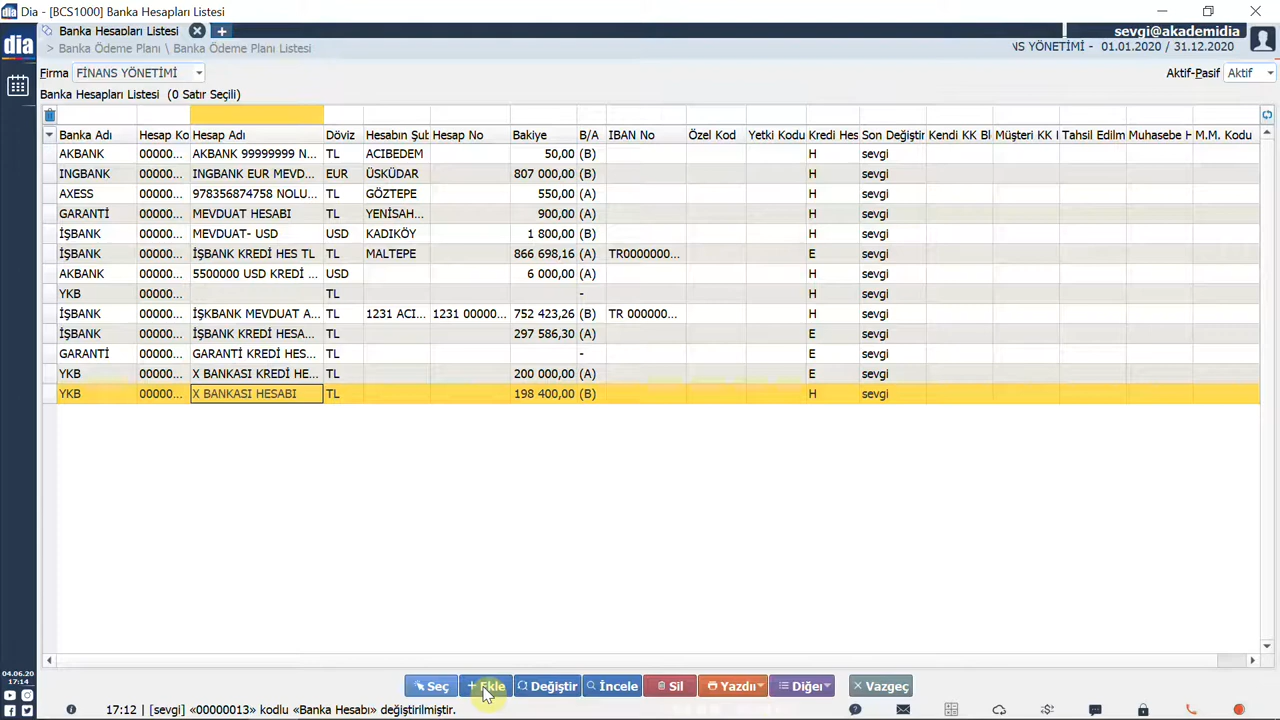 dia Dia - [BCS1000] Banka Hesapları Listesi
dia Banka Hesapları Listesi sevgi@akademidia
> Banka Ödeme Planı \ Banka Ödeme Planı Listesi NS YÖNETİMİ - 01.01.2020 / 31.12.2020
Firma FİNANS YÖNETİMİ Aktif-Pasif Aktif
Banka Hesapları Listesi (0 Satır Seçili)
Banka Adı Hesap Ko Hesap Adı Döviz Hesabın Şub Hesap No Bakiye B/A IBAN No Özel Kod Yetki Kodu Kredi Hes Son Değiştir Kendi KK Bl Müşteri KK I Tahsil Edilm Muhasebe H M.M. Kodu
AKBANK 00000... AKBANK 99999999 N... TL ACIBEDEM 50,00 (B) H sevgi
INGBANK 00000... INGBANK EUR MEVD... EUR ÜSKÜDAR 807 000,00 (B) H sevgi
AXESS 00000... 978356874758 NOLU... TL GÖZTEPE 550,00 (A) H sevgi
GARANTİ 00000... MEVDUAT HESABI TL YENİSAH... 900,00 (A) H sevgi
İŞBANK 00000... MEVDUAT- USD USD KADIKÖY 1 800,00 (B) H sevgi
İŞBANK 00000... İŞBANK KREDİ HES TL TL MALTEPE 866 698,16 (A) TR0000000... E sevgi
AKBANK 00000... 5500000 USD KREDİ ... USD 6 000,00 (A) H sevgi
YKB 00000... TL - H sevgi
İŞBANK 00000... İŞKBANK MEVDUAT A... TL 1231 ACI... 1231 00000... 752 423,26 (B) TR 000000... H sevgi
İŞBANK 00000... İŞBANK KREDİ HESA... TL 297 586,30 (A) E sevgi
GARANTİ 00000... GARANTİ KREDİ HES... TL - E sevgi
YKB 00000... X BANKASI KREDİ HE... TL 200 000,00 (A) E sevgi
YKB 00000... X BANKASI HESABI TL 198 400,00 (B) H sevgi
04.06.20
17:14
Seç + Ekle Değiştir İncele Sil Yazdır Diğer Vazgeç
17:12 | [sevgi] «00000013» kodlu «Banka Hesabı» değiştirilmiştir.